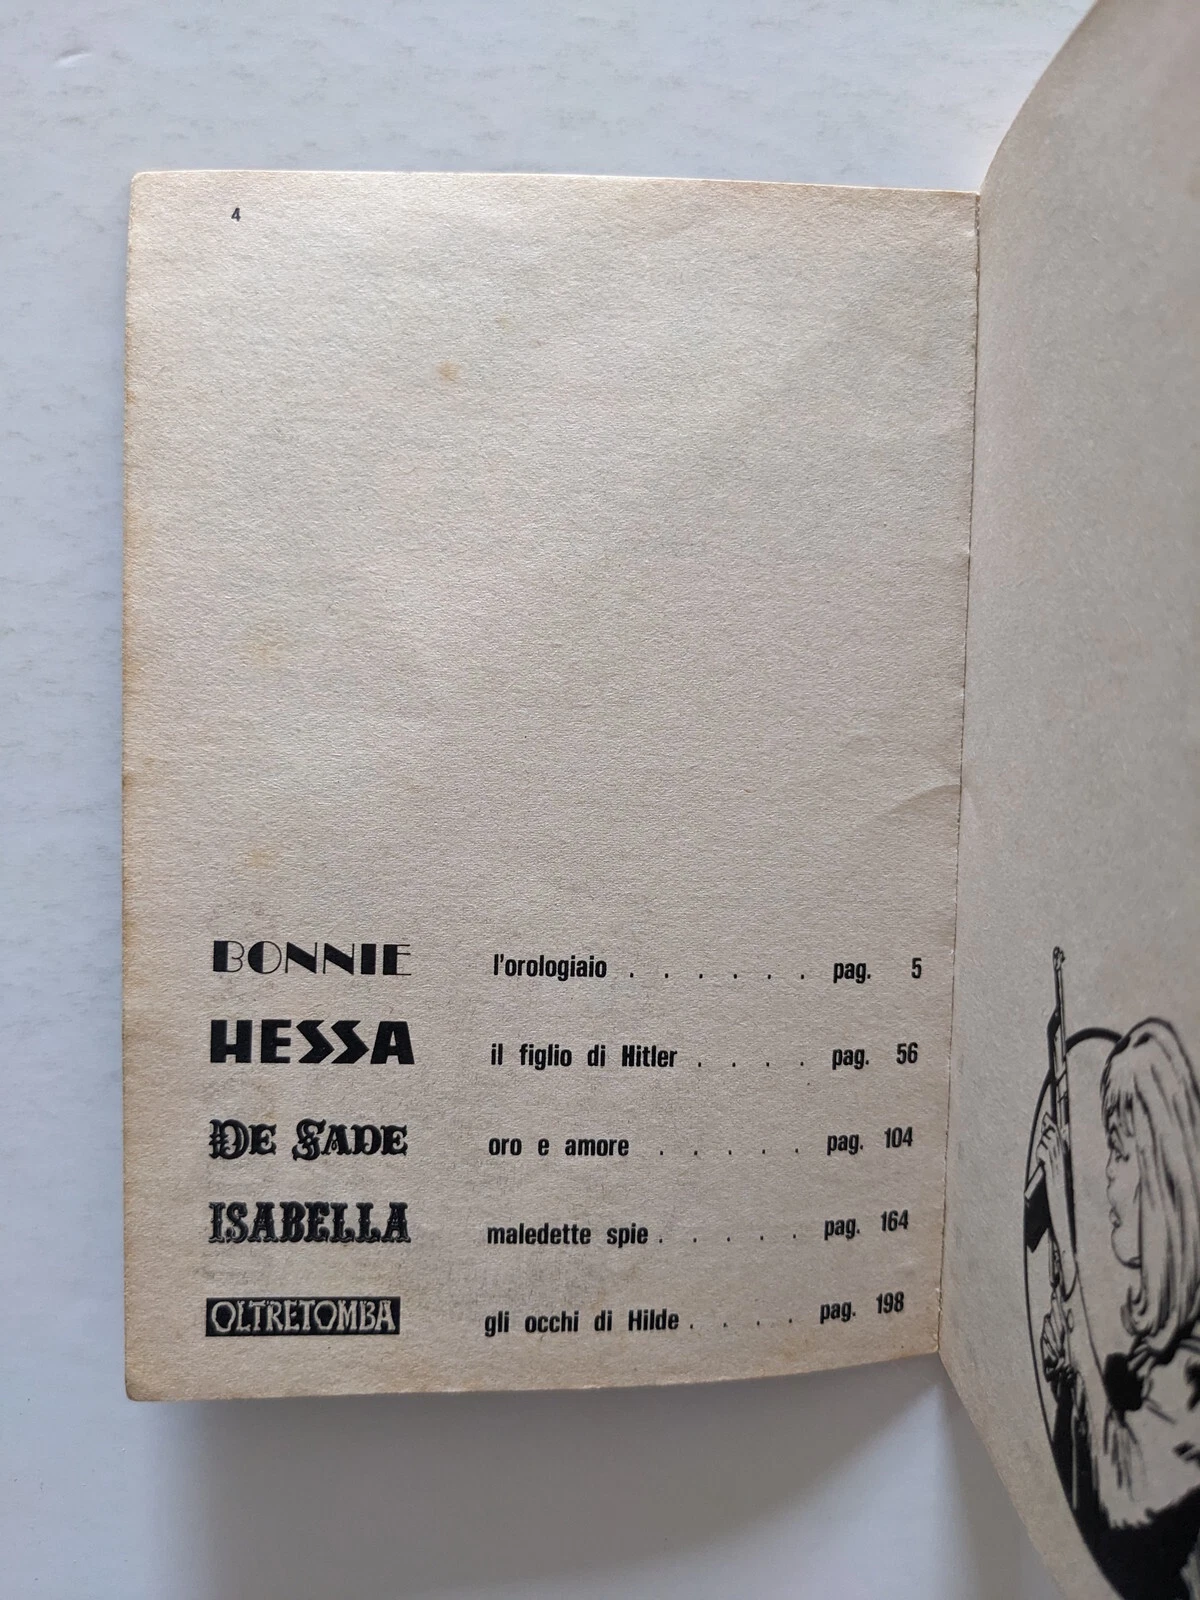 4
BONNIE l'orologiaio . . . . . . pag. 5
HESSA il figlio di Hitler . . . . pag. 56
DE SADE oro e amore . . . . . pag. 104
ISABELLA maledette spie . . . . . pag. 164
OLTRETOMBA gli occhi di Hilde . . . . pag. 198